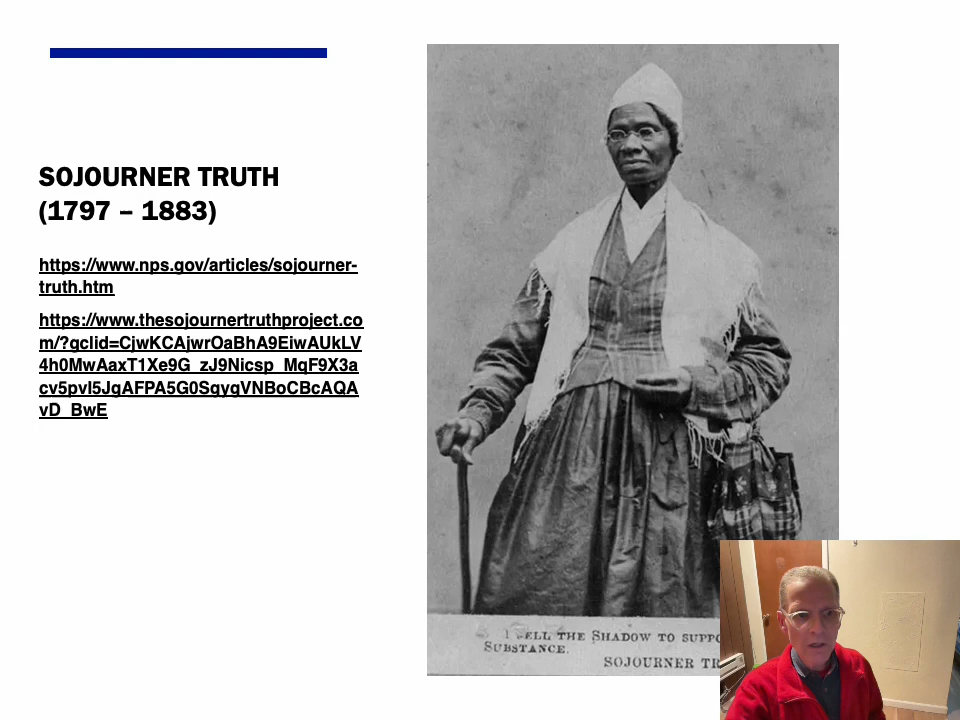 SOJOURNER TRUTH
(1797 – 1883)
https://www.nps.gov/articles/sojourner-
truth.htm
https://www.thesojournertruthproject.co
m/?gclid=CjwKCAjwrOaBhA9EiwAUkLV
4h0MwAaxT1Xe9G_zJ9Nicsp_MqF9X3a
cv5pvI5JgAFPA5G0SgygVNBoCBcAQA
vD_BwE
I SELL THE SHADOW TO SUPPO
SUBSTANCE.
SOJOURNER TR